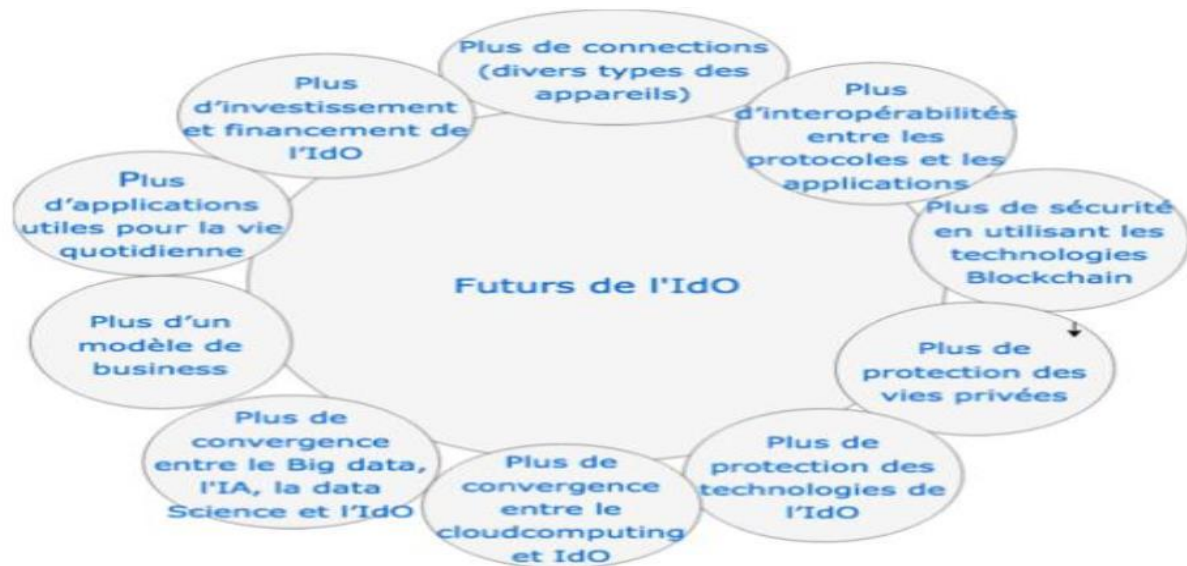 Plus de connections
(divers types des
appareils)
Plus
d'interopérabilités
entre les
protocoles et les
applications
Plus de sécurité
en utilisant les
technologies
Blockchain
Plus de
protection des
vies privées
Plus de
protection des
technologies de
l'IdO
Plus de
convergence
entre le
cloudcomputing
et IdO
Plus de
convergence
entre le Big data,
l'IA, la data
Science et l'IdO
Plus d'un
modèle de
business
Plus
d'applications
utiles pour la vie
quotidienne
Plus
d'investissement
et financement de
l'IdO
Futurs de l'IdO